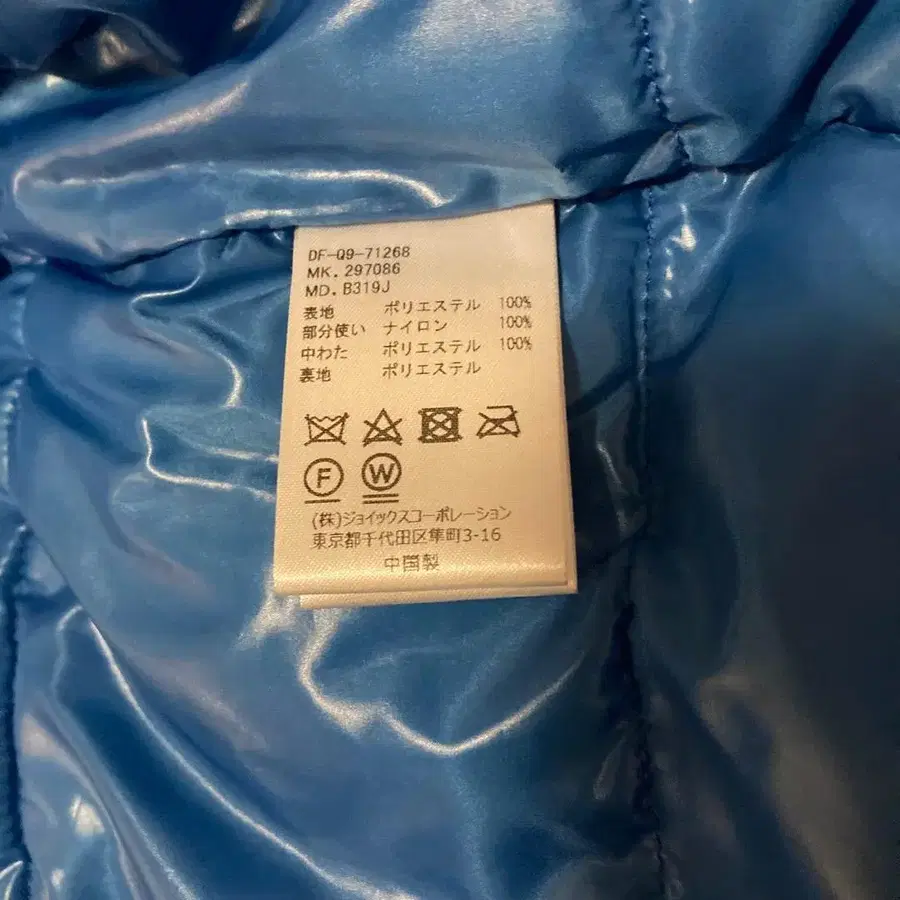 DF-Q9-71268
MK. 297086
MD. B319J
表地 ポリエステル 100%
部分使い ナイロン 100%
中わた ポリエステル 100%
裏地 ポリエステル
F W
(株)ジョイックスコーポレーション
東京都千代田区隼町3-16
中国製